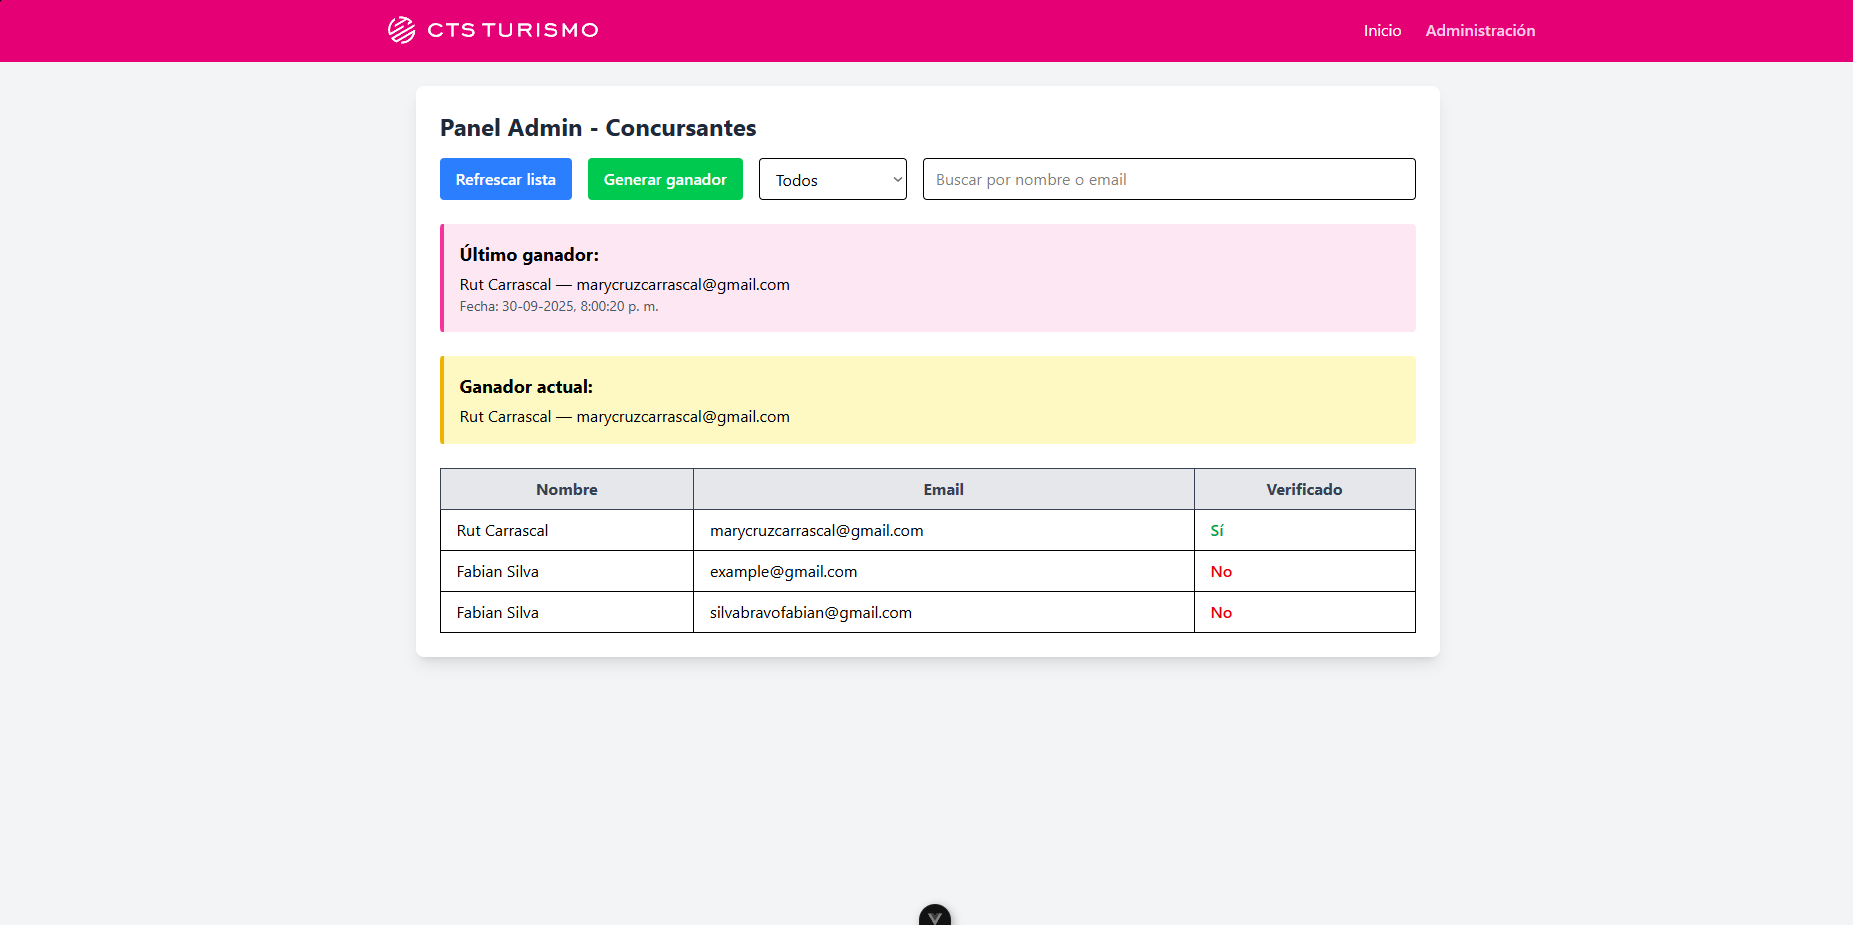 CTS TURISMO
Inicio Administración
Panel Admin - Concursantes
Refrescar lista Generar ganador Todos Buscar por nombre o email
Último ganador:
Rut Carrascal — marycruzcarrascal@gmail.com
Fecha: 30-09-2025, 8:00:20 p. m.
Ganador actual:
Rut Carrascal — marycruzcarrascal@gmail.com
Nombre Email Verificado
Rut Carrascal marycruzcarrascal@gmail.com Sí
Fabian Silva example@gmail.com No
Fabian Silva silvabravofabian@gmail.com No